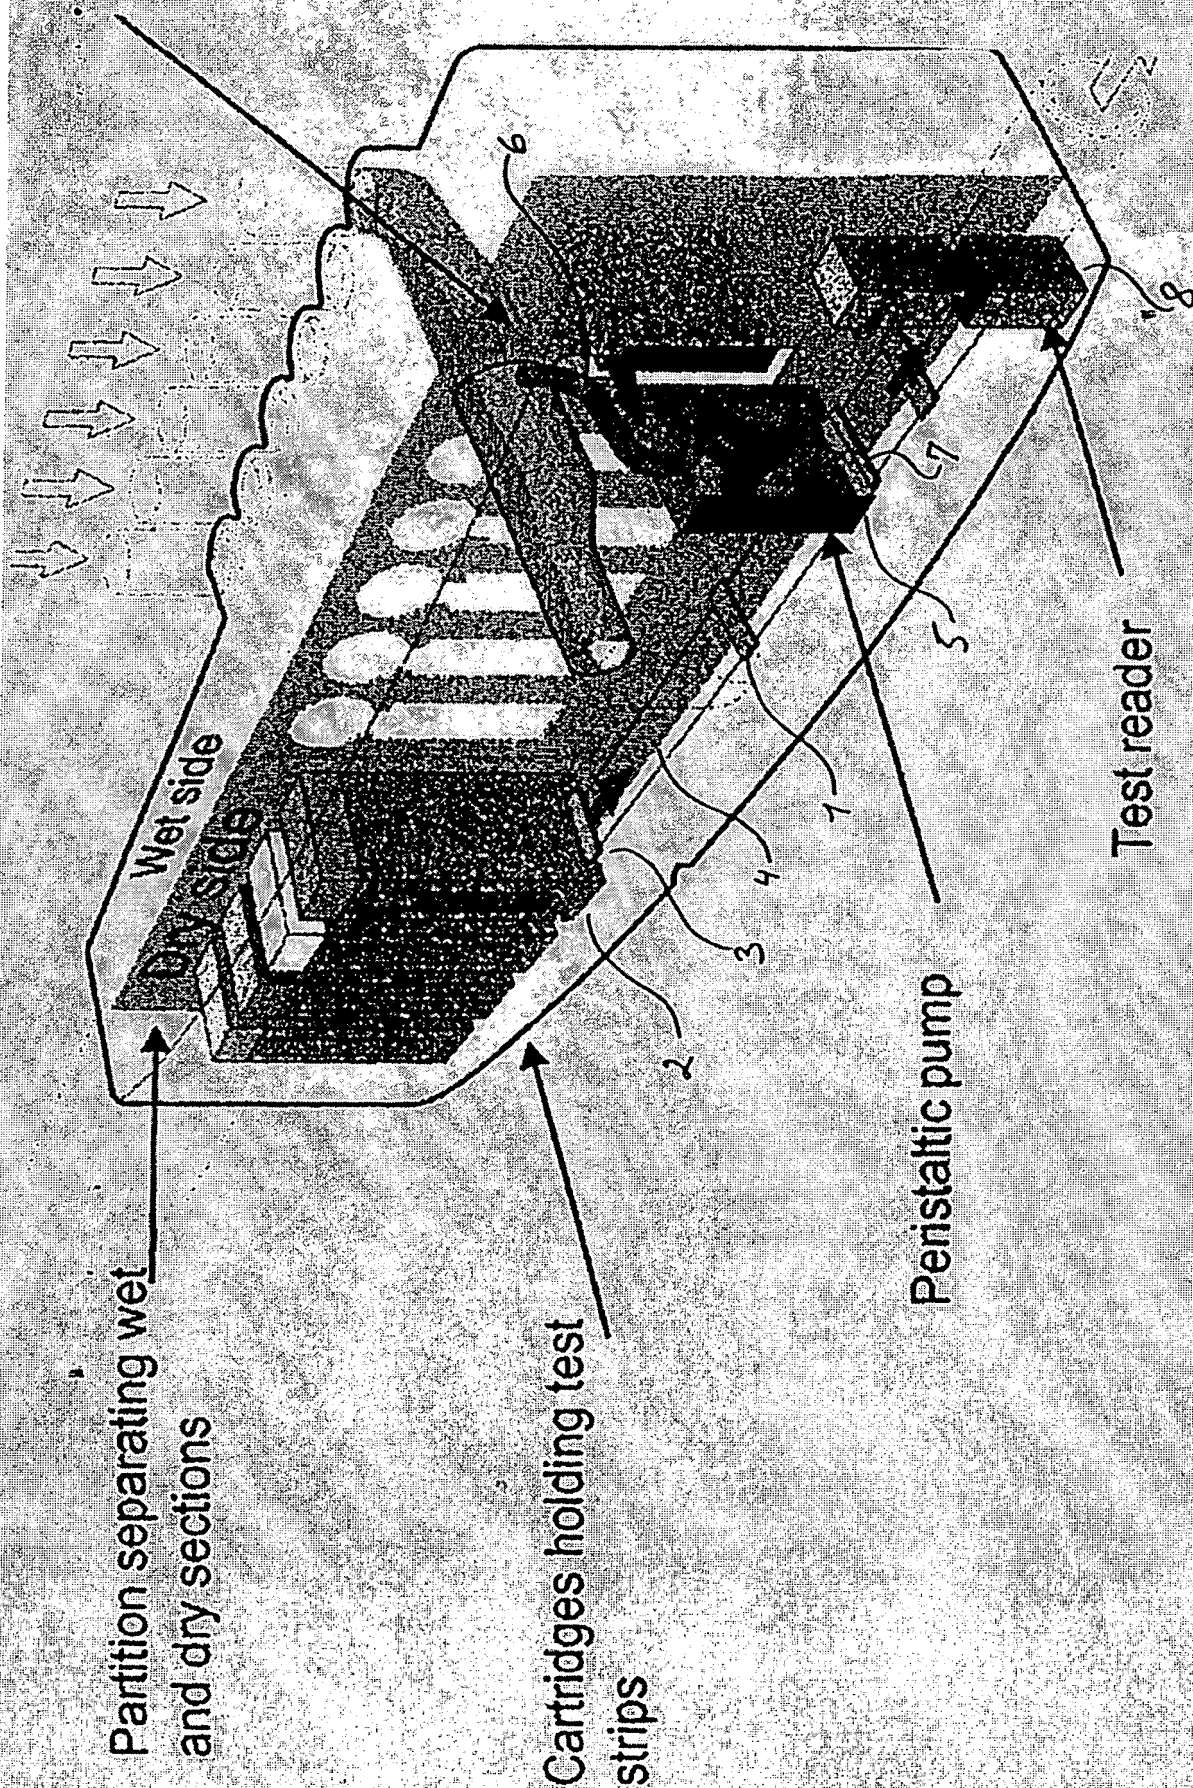 Partition separating wet
and dry sections
Wet side
Dry side
Cartridges holding test
strips
Peristaltic pump
Test reader
6
7
8
5
1
4
3
2